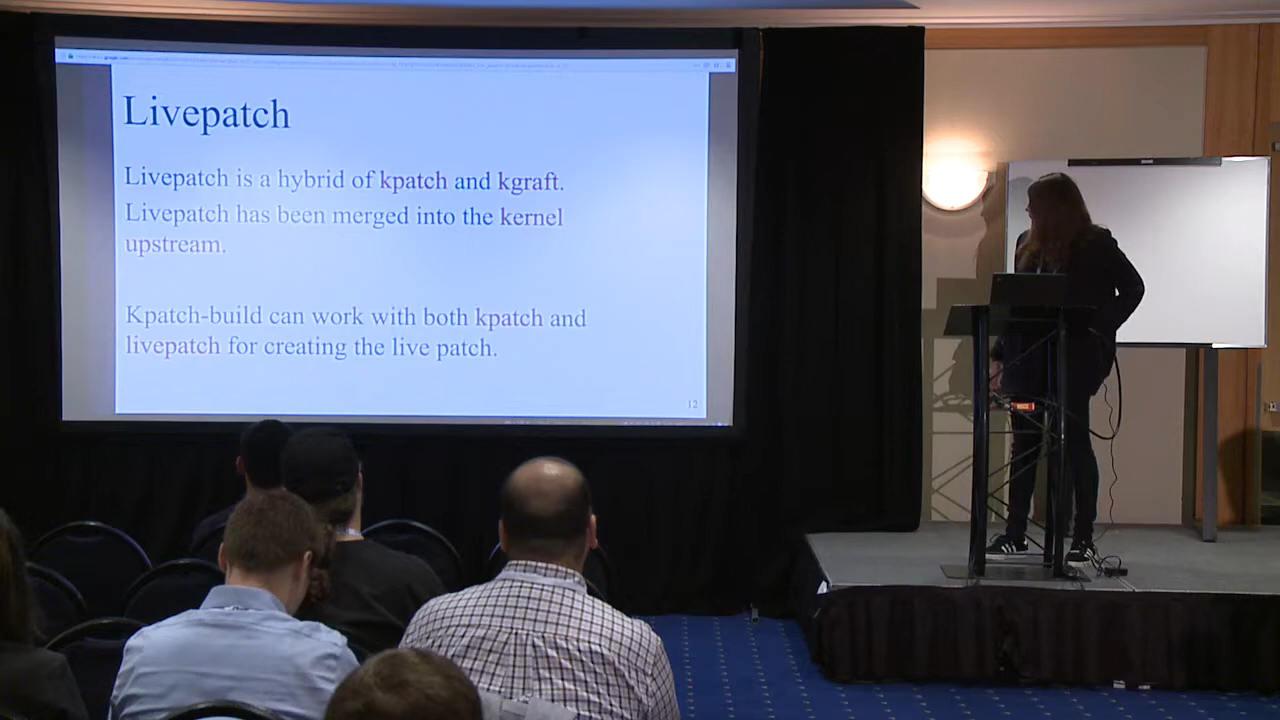 Livepatch
Livepatch is a hybrid of kpatch and kgraft.
Livepatch has been merged into the kernel
upstream.
Kpatch-build can work with both kpatch and
livepatch for creating the live patch.
12